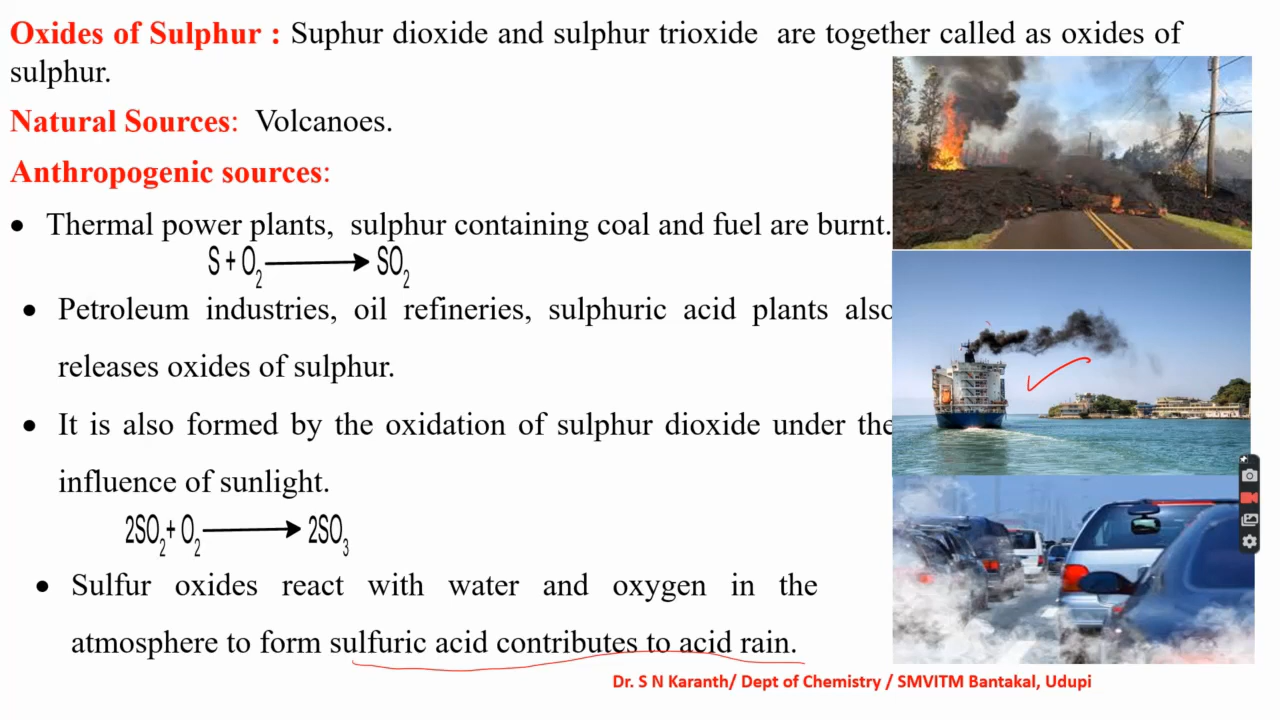 Oxides of Sulphur : Suphur dioxide and sulphur trioxide are together called as oxides of
sulphur.
Natural Sources: Volcanoes.
Anthropogenic sources:
• Thermal power plants, sulphur containing coal and fuel are burnt.
S + O₂ ⟶ SO₂
• Petroleum industries, oil refineries, sulphuric acid plants also
releases oxides of sulphur.
• It is also formed by the oxidation of sulphur dioxide under the
influence of sunlight.
2SO₂+ O₂ ⟶ 2SO₃
• Sulfur oxides react with water and oxygen in the
atmosphere to form sulfuric acid contributes to acid rain.
Dr. S N Karanth/ Dept of Chemistry / SMVITM Bantakal, Udupi